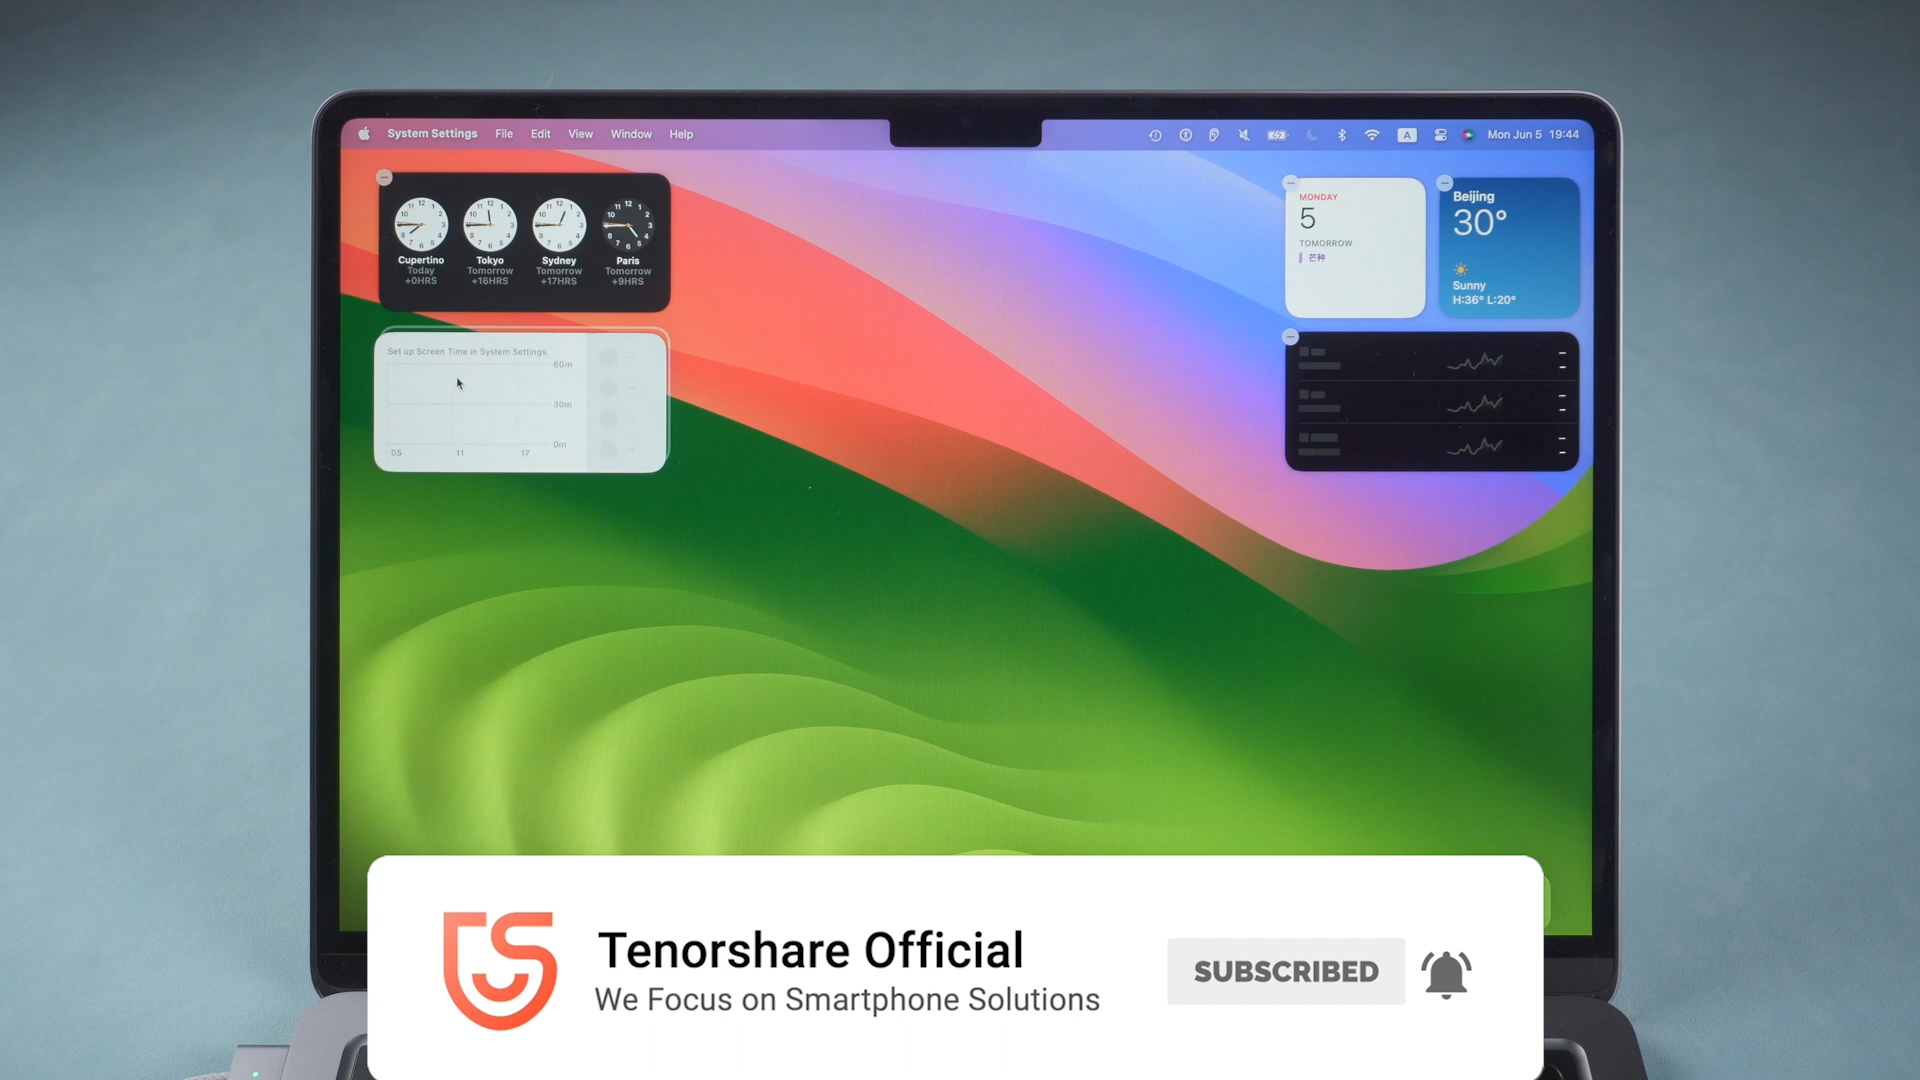 System Settings File Edit View Window Help
A Mon Jun 5 19:44
Cupertino Tokyo Sydney Paris
Today Tomorrow Tomorrow Tomorrow
+0HRS +16HRS +17HRS +9HRS
MONDAY
5
TOMORROW
芒种
Beijing
30°
Sunny
H:36° L:20°
Set up Screen Time in System Settings.
60m
30m
0m
05 11 17
Tenorshare Official
We Focus on Smartphone Solutions
SUBSCRIBED